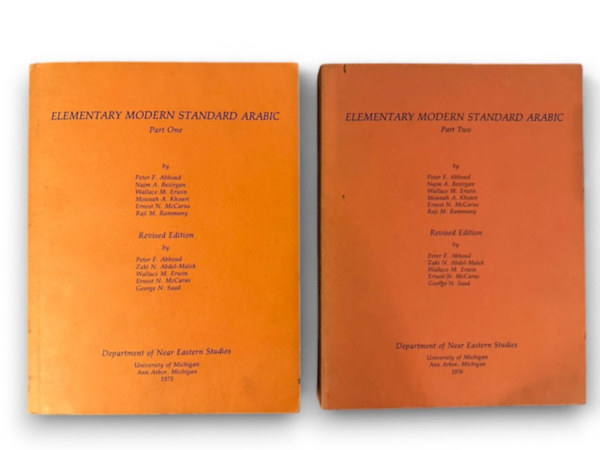 ELEMENTARY MODERN STANDARD ARABIC
Part One
by
Peter F. Abboud
Najm A. Bezirgan
Wallace M. Erwin
Mounah A. Khouri
Ernest N. McCarus
Raji M. Rammuny
Revised Edition
by
Peter F. Abboud
Zaki N. Abdel-Malek
Wallace M. Erwin
Ernest N. McCarus
George N. Saad
Department of Near Eastern Studies
University of Michigan
Ann Arbor, Michigan
1975
ELEMENTARY MODERN STANDARD ARABIC
Part Two
by
Peter F. Abboud
Najm A. Bezirgan
Wallace M. Erwin
Mounah A. Khouri
Ernest N. McCarus
Raji M. Rammuny
Revised Edition
by
Peter F. Abboud
Zaki N. Abdel-Malek
Wallace M. Erwin
Ernest N. McCarus
George N. Saad
Department of Near Eastern Studies
University of Michigan
Ann Arbor, Michigan